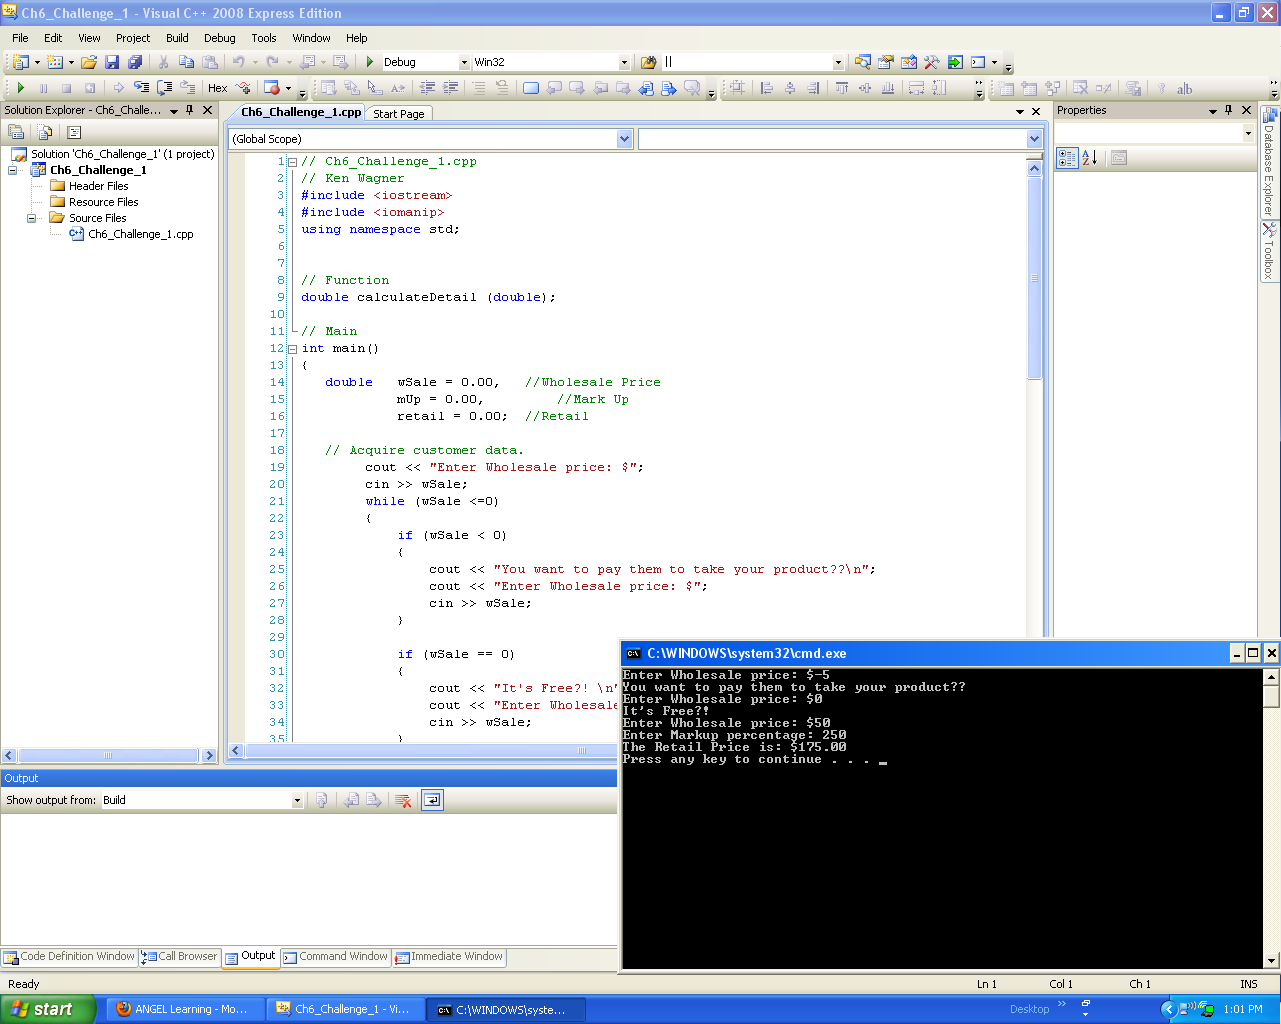 Ch6_Challenge_1 - Visual C++ 2008 Express Edition
File Edit View Project Build Debug Tools Window Help
Debug Win32 ||
Hex
Solution Explorer - Ch6_Challe...
Solution 'Ch6_Challenge_1' (1 project)
Ch6_Challenge_1
Header Files
Resource Files
Source Files
Ch6_Challenge_1.cpp
Ch6_Challenge_1.cpp Start Page
(Global Scope)
1 // Ch6_Challenge_1.cpp
2 // Ken Wagner
3 #include <iostream>
4 #include <iomanip>
5 using namespace std;
6
7
8 // Function
9 double calculateDetail (double);
10
11 // Main
12 int main()
13 {
14 double wSale = 0.00, //Wholesale Price
15 mUp = 0.00, //Mark Up
16 retail = 0.00; //Retail
17
18 // Acquire customer data.
19 cout << "Enter Wholesale price: $";
20 cin >> wSale;
21 while (wSale <=0)
22 {
23 if (wSale < 0)
24 {
25 cout << "You want to pay them to take your product??\n";
26 cout << "Enter Wholesale price: $";
27 cin >> wSale;
28 }
29
30 if (wSale == 0)
31 {
32 cout << "It's Free?! \n"
33 cout << "Enter Wholesale
34 cin >> wSale;
35 }
Properties
Database Explorer
Toolbox
C:\WINDOWS\system32\cmd.exe
Enter Wholesale price: $-5
You want to pay them to take your product??
Enter Wholesale price: $0
It's Free?!
Enter Wholesale price: $50
Enter Markup percentage: 250
The Retail Price is: $175.00
Press any key to continue . . . _
Output
Show output from: Build
Code Definition Window Call Browser Output Command Window Immediate Window
Ready Ln 1 Col 1 Ch 1 INS
start ANGEL Learning - Mo... Ch6_Challenge_1 - Vi... C:\WINDOWS\syste... Desktop » 1:01 PM